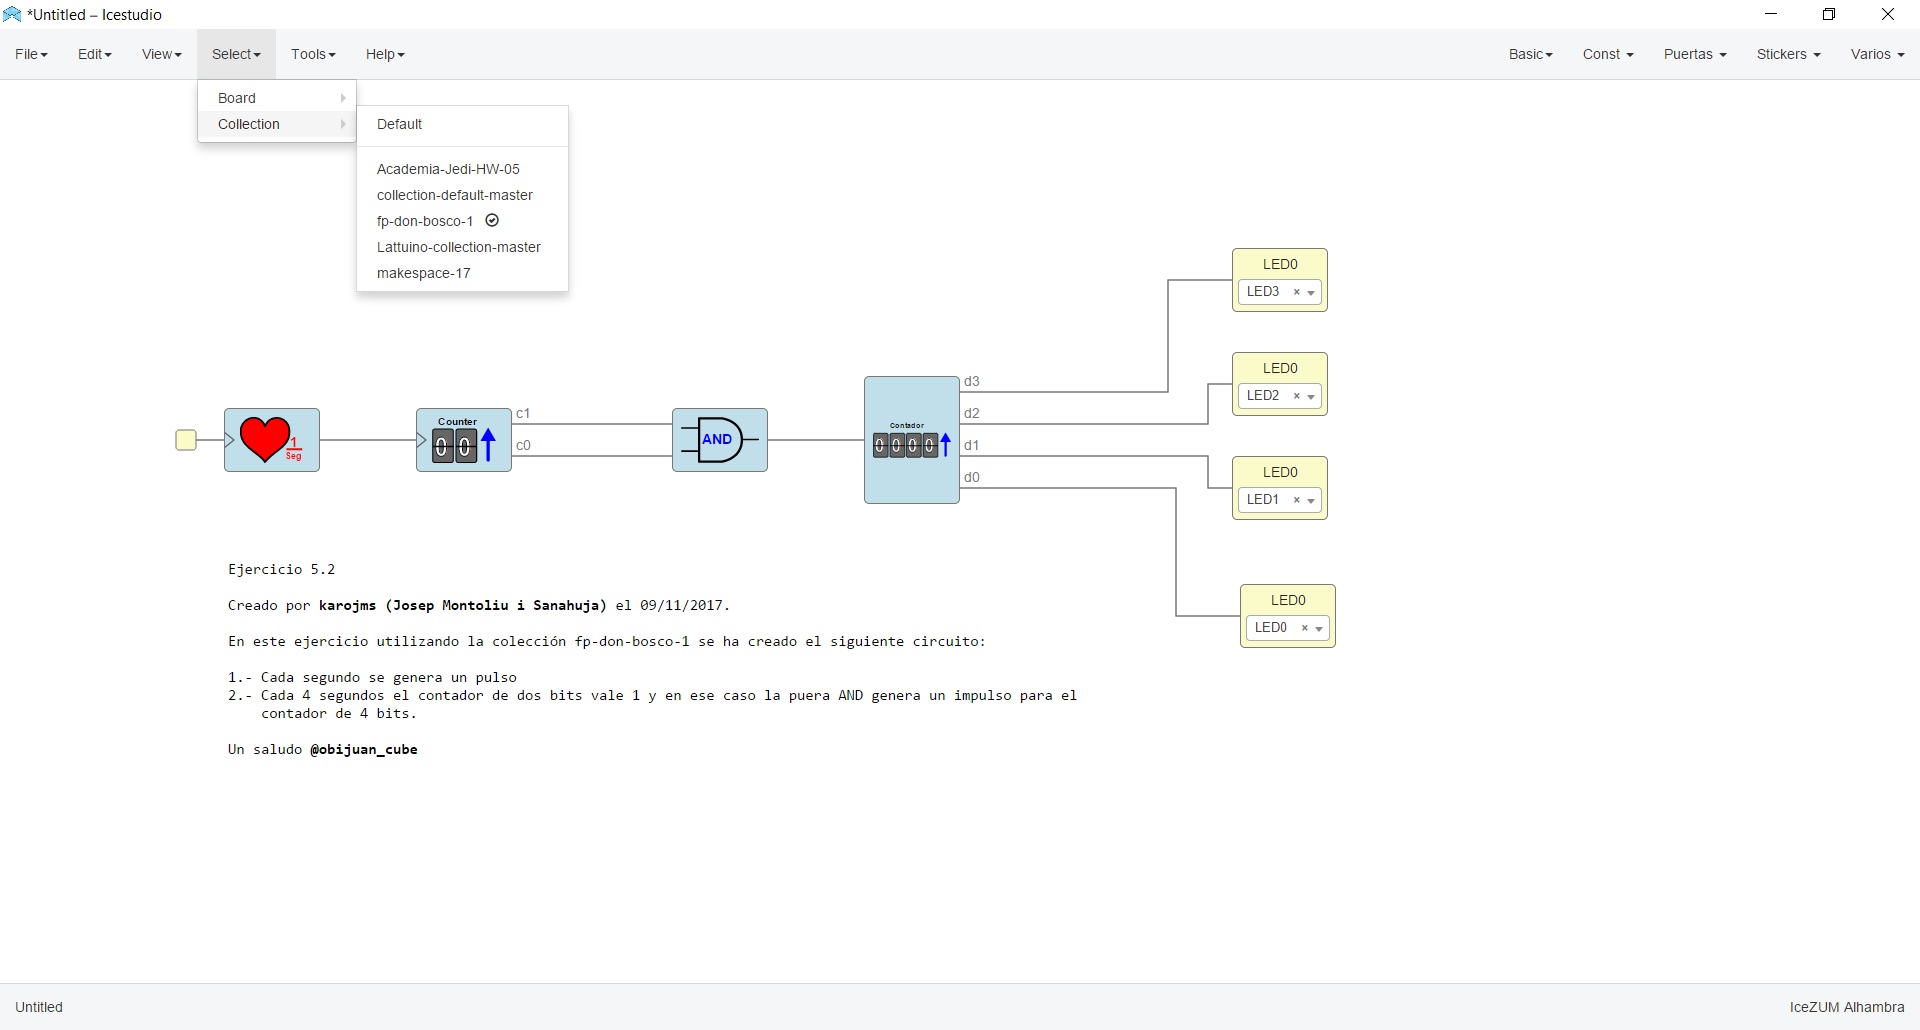 *Untitled – Icestudio
File Edit View Select Tools Help Basic Const Puertas Stickers Varios
Board
Collection
Default
Academia-Jedi-HW-05
collection-default-master
fp-don-bosco-1
Lattuino-collection-master
makespace-17
LED0
LED3 ×
LED0
LED2 ×
LED0
LED1 ×
LED0
LED0 ×
1
Seg
Counter
0 0
c1
c0
AND
Contador
0 0 0 0
d3
d2
d1
d0
Ejercicio 5.2
Creado por karojms (Josep Montoliu i Sanahuja) el 09/11/2017.
En este ejercicio utilizando la colección fp-don-bosco-1 se ha creado el siguiente circuito:
1.- Cada segundo se genera un pulso
2.- Cada 4 segundos el contador de dos bits vale 1 y en ese caso la puera AND genera un impulso para el
contador de 4 bits.
Un saludo @obijuan_cube
Untitled
IceZUM Alhambra